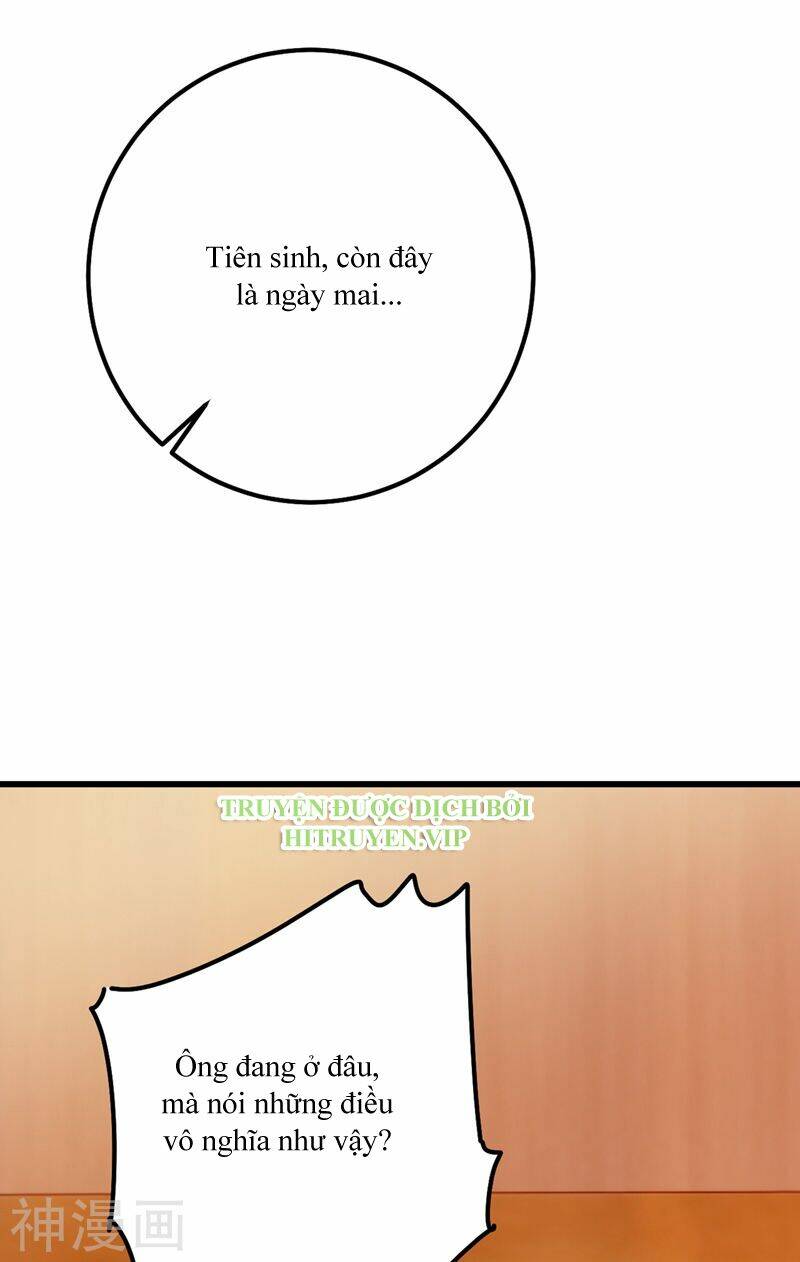 Tiên sinh, còn đây
là ngày mai...
TRUYỆN ĐƯỢC DỊCH BỞI
HITRUYEN.VIP
Ông đang ở đâu,
mà nói những điều
vô nghĩa như vậy?
神漫画